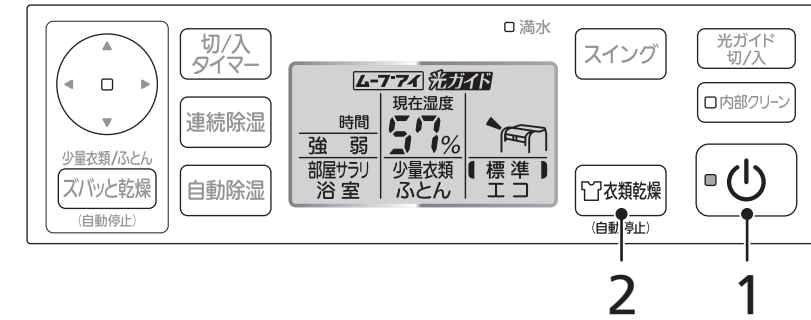 少量衣類/ふとん
ズバッと乾燥
(自動停止)
切/入
タイマー
連続除湿
自動除湿
満水
ムーブアイ 光ガイド
現在湿度
時間
57%
強 弱
部屋サラリ
浴室
少量衣類
ふとん
標準
エコ
スイング
衣類乾燥
(自動停止)
光ガイド
切/入
内部クリーン
2
1